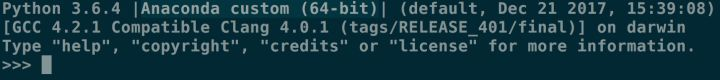 Python 3.6.4 |Anaconda custom (64-bit)| (default, Dec 21 2017, 15:39:08)
[GCC 4.2.1 Compatible Clang 4.0.1 (tags/RELEASE_401/final)] on darwin
Type "help", "copyright", "credits" or "license" for more information.
>>>